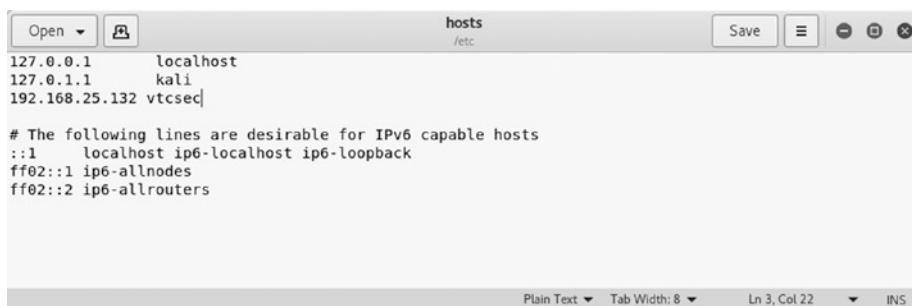 Open
hosts
/etc
Save
127.0.0.1       localhost
127.0.1.1       kali
192.168.25.132 vtcsec
# The following lines are desirable for IPv6 capable hosts
::1     localhost ip6-localhost ip6-loopback
ff02::1 ip6-allnodes
ff02::2 ip6-allrouters
Plain Text Tab Width: 8 Ln 3, Col 22 INS